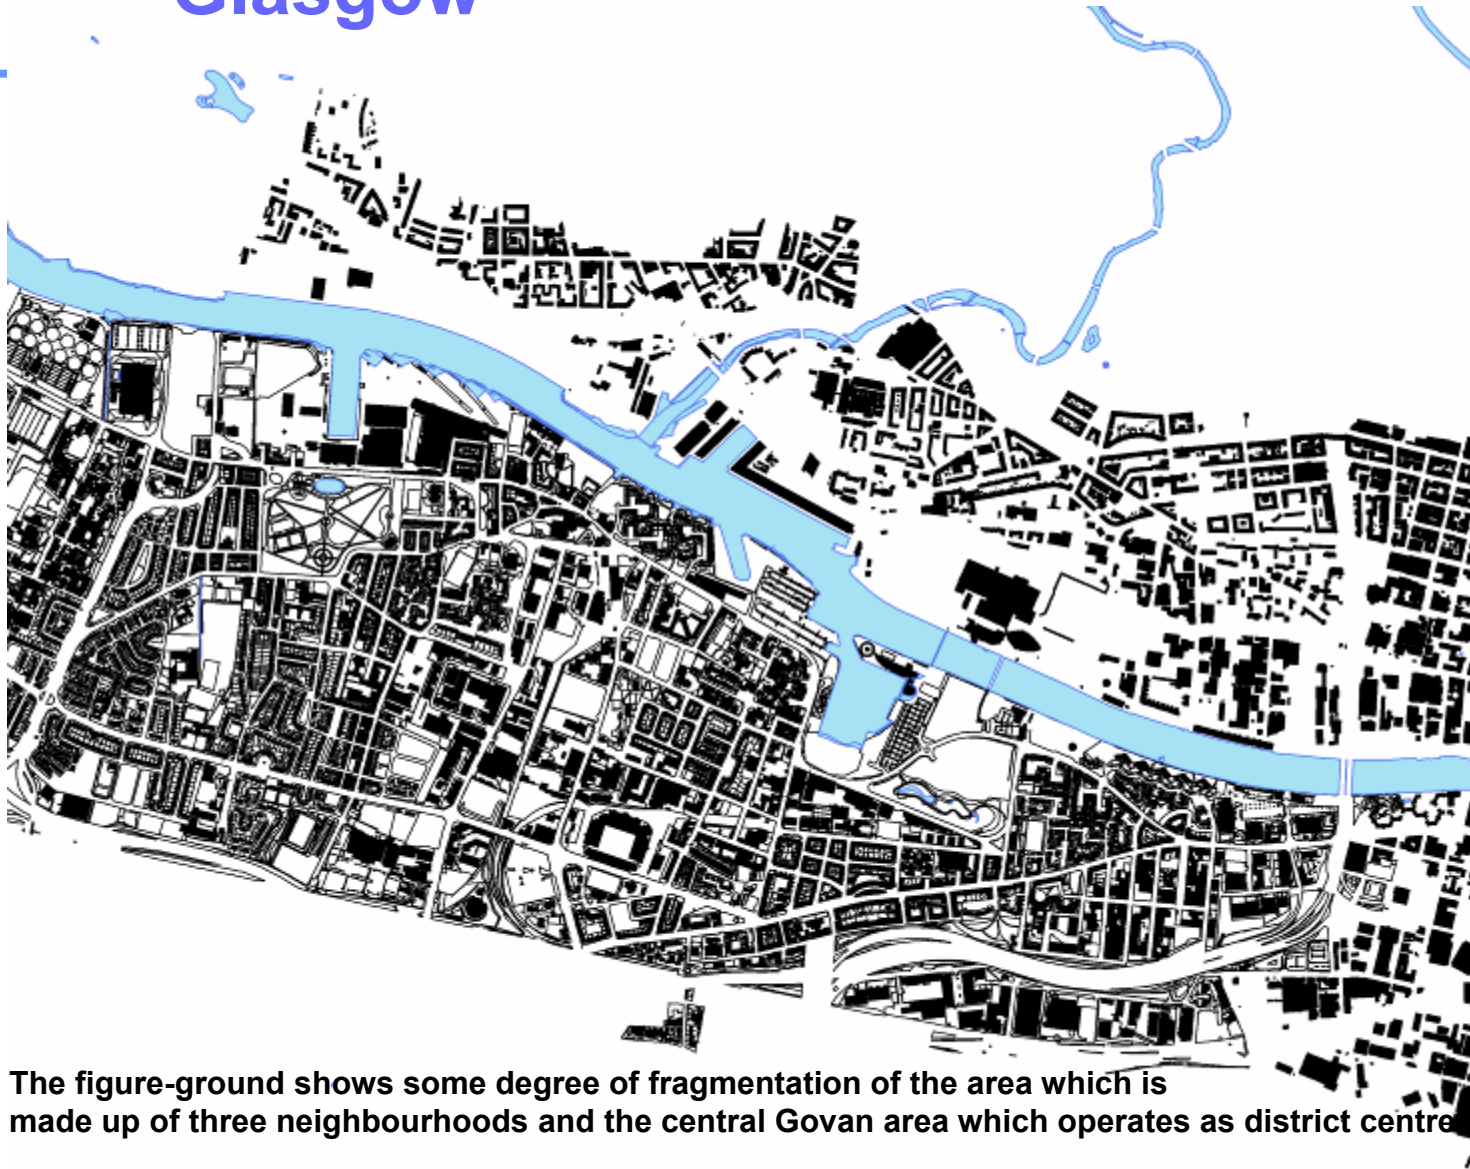 Glasgow
The figure-ground shows some degree of fragmentation of the area which is
made up of three neighbourhoods and the central Govan area which operates as district centre